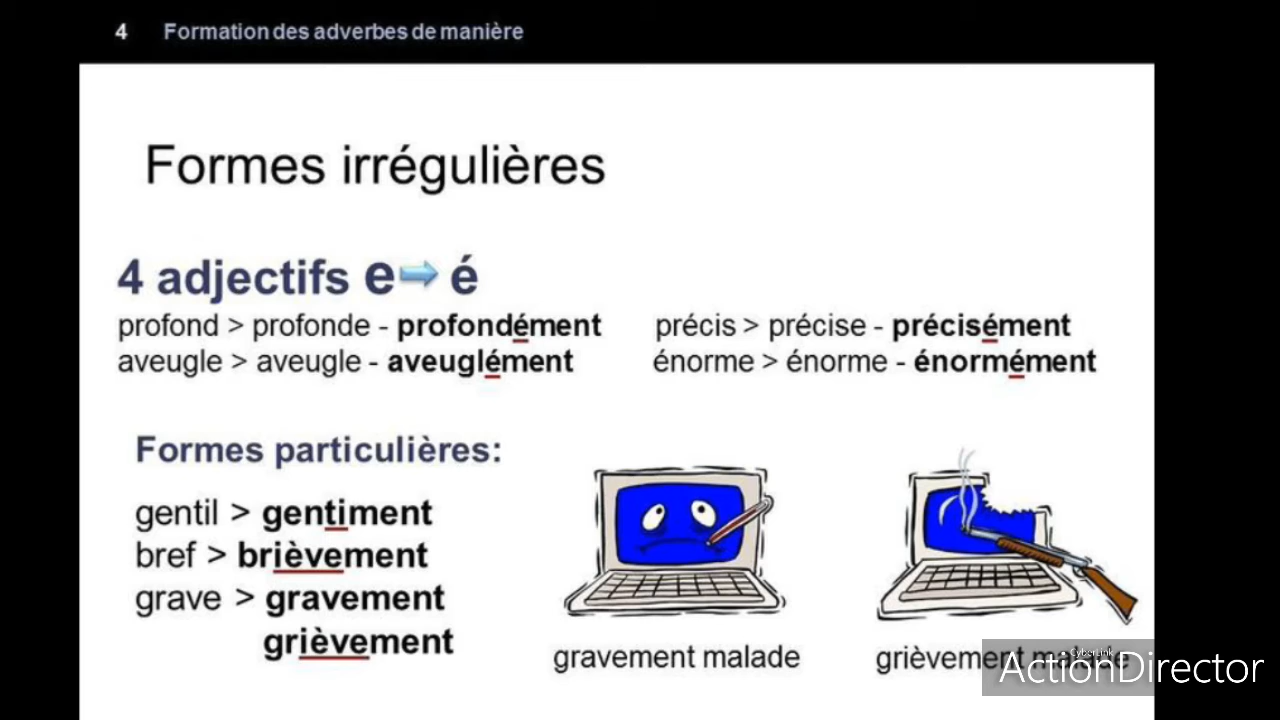 4 Formation des adverbes de manière
Formes irrégulières
4 adjectifs e é
profond > profonde - profondément
précis > précise - précisément
aveugle > aveugle - aveuglément
énorme > énorme - énormément
Formes particulières:
gentil > gentiment
bref > brièvement
grave > gravement
grièvement
gravement malade
grièvement
CyberLink
ActionDirector